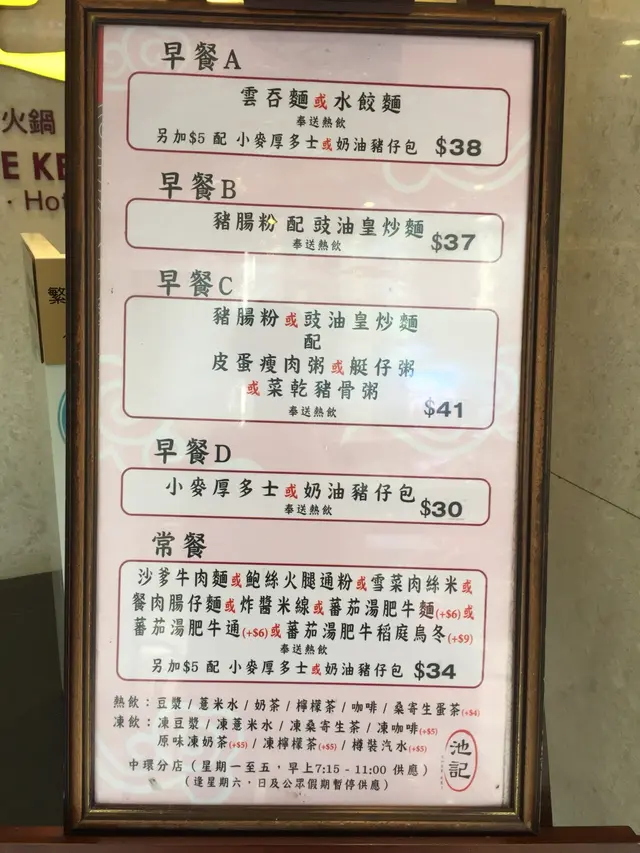 火鍋
E KE
· Hot
繁
早餐A
雲吞麵或水餃麵
奉送熱飲
另加$5 配 小麥厚多士或奶油豬仔包 $38
早餐B
豬腸粉 配 豉油皇炒麵
奉送熱飲 $37
早餐C
豬腸粉或豉油皇炒麵
配
皮蛋瘦肉粥或艇仔粥
或菜乾豬骨粥
奉送熱飲 $41
早餐D
小麥厚多士或奶油豬仔包
奉送熱飲 $30
常餐
沙爹牛肉麵或鮑絲火腿通粉或雪菜肉絲米或
餐肉腸仔麵或炸醬米線或蕃茄湯肥牛麵(+$6)或
蕃茄湯肥牛通(+$6)或蕃茄湯肥牛稻庭烏冬(+$9)
奉送熱飲
另加$5 配 小麥厚多士或奶油豬仔包 $34
熱飲：豆漿 / 薏米水 / 奶茶 / 檸檬茶 / 咖啡 / 桑寄生蛋茶(+$4)
凍飲：凍豆漿 / 凍薏米水 / 凍桑寄生茶 / 凍咖啡(+$5)
原味凍奶茶(+$5) / 凍檸檬茶(+$5) / 樽裝汽水(+$5)
池記
中環分店（星期一至五，早上7:15 - 11:00 供應）
（逢星期六，日及公眾假期暫停供應）